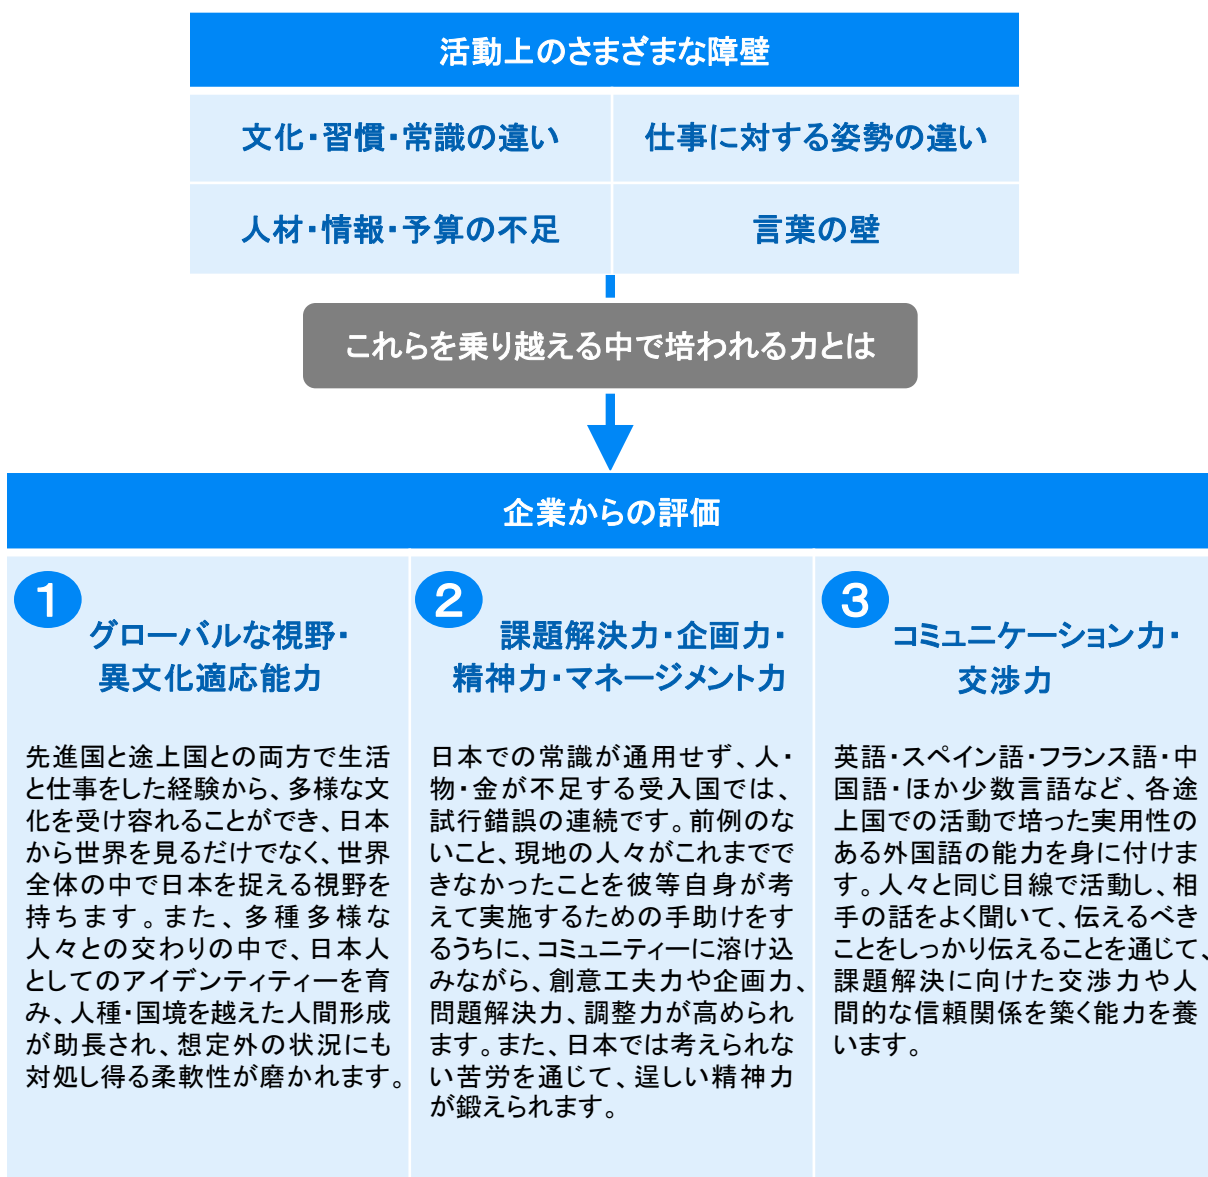 活動上のさまざまな障壁
文化・習慣・常識の違い
仕事に対する姿勢の違い
人材・情報・予算の不足
言葉の壁
これらを乗り越える中で培われる力とは
企業からの評価
1
グローバルな視野・
異文化適応能力
先進国と途上国との両方で生活
と仕事をした経験から、多様な文
化を受け容れることができ、日本
から世界を見るだけでなく、世界
全体の中で日本を捉える視野を
持ちます。また、多種多様な
人々との交わりの中で、日本人
としてのアイデンティティーを育
み、人種・国境を越えた人間形成
が助長され、想定外の状況にも
対処し得る柔軟性が磨かれます。
2
課題解決力・企画力・
精神力・マネージメント力
日本での常識が通用せず、人・
物・金が不足する受入国では、
試行錯誤の連続です。前例のな
いこと、現地の人々がこれまでで
きなかったことを彼等自身が考
えて実施するための手助けをす
るうちに、コミュニティーに溶け込
みながら、創意工夫力や企画力、
問題解決力、調整力が高められ
ます。また、日本では考えられな
い苦労を通じて、逞しい精神力
が鍛えられます。
3
コミュニケーション力・
交渉力
英語・スペイン語・フランス語・中
国語・ほか少数言語など、各途
上国での活動で培った実用性の
ある外国語の能力を身に付けま
す。人々と同じ目線で活動し、相
手の話をよく聞いて、伝えるべき
ことをしっかり伝えることを通じて、
課題解決に向けた交渉力や人
間的な信頼関係を築く能力を養
います。